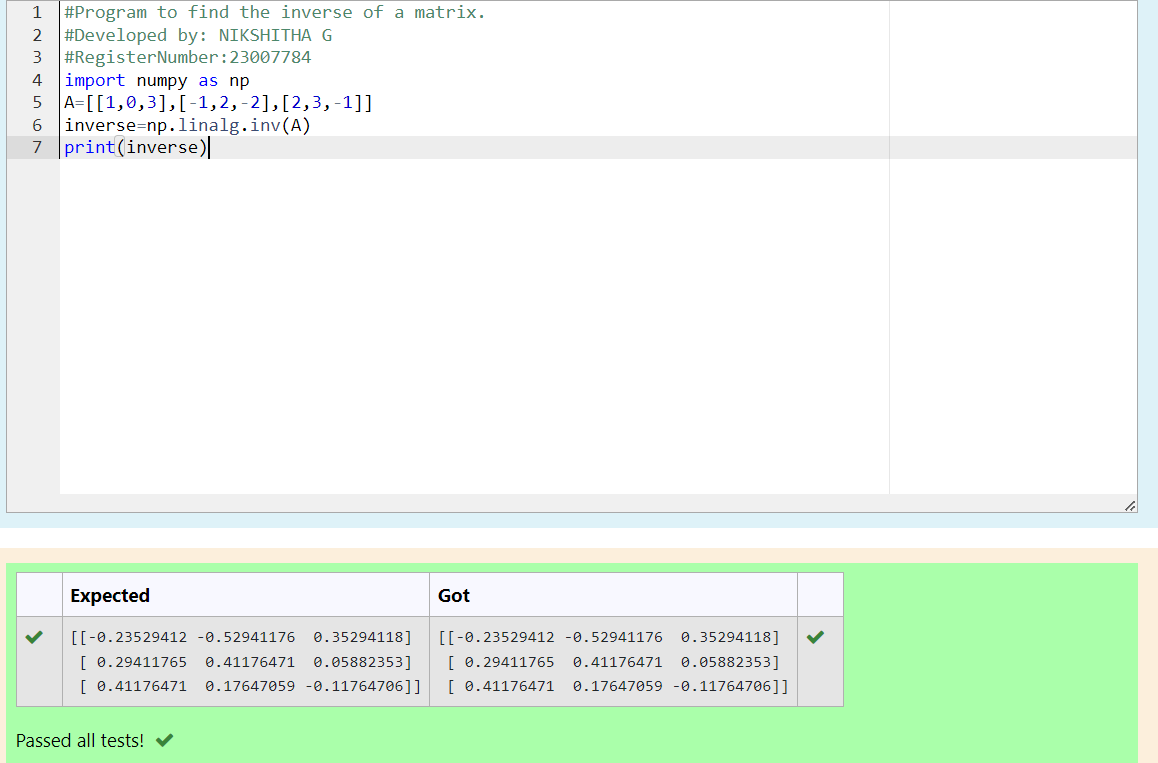 1 #Program to find the inverse of a matrix.
2 #Developed by: NIKSHITHA G
3 #RegisterNumber:23007784
4 import numpy as np
5 A=[[1,0,3],[-1,2,-2],[2,3,-1]]
6 inverse=np.linalg.inv(A)
7 print(inverse)
Expected Got
[[-0.23529412 -0.52941176  0.35294118] [[-0.23529412 -0.52941176  0.35294118]
[ 0.29411765  0.41176471  0.05882353] [ 0.29411765  0.41176471  0.05882353]
[ 0.41176471  0.17647059 -0.11764706]] [ 0.41176471  0.17647059 -0.11764706]]
Passed all tests!